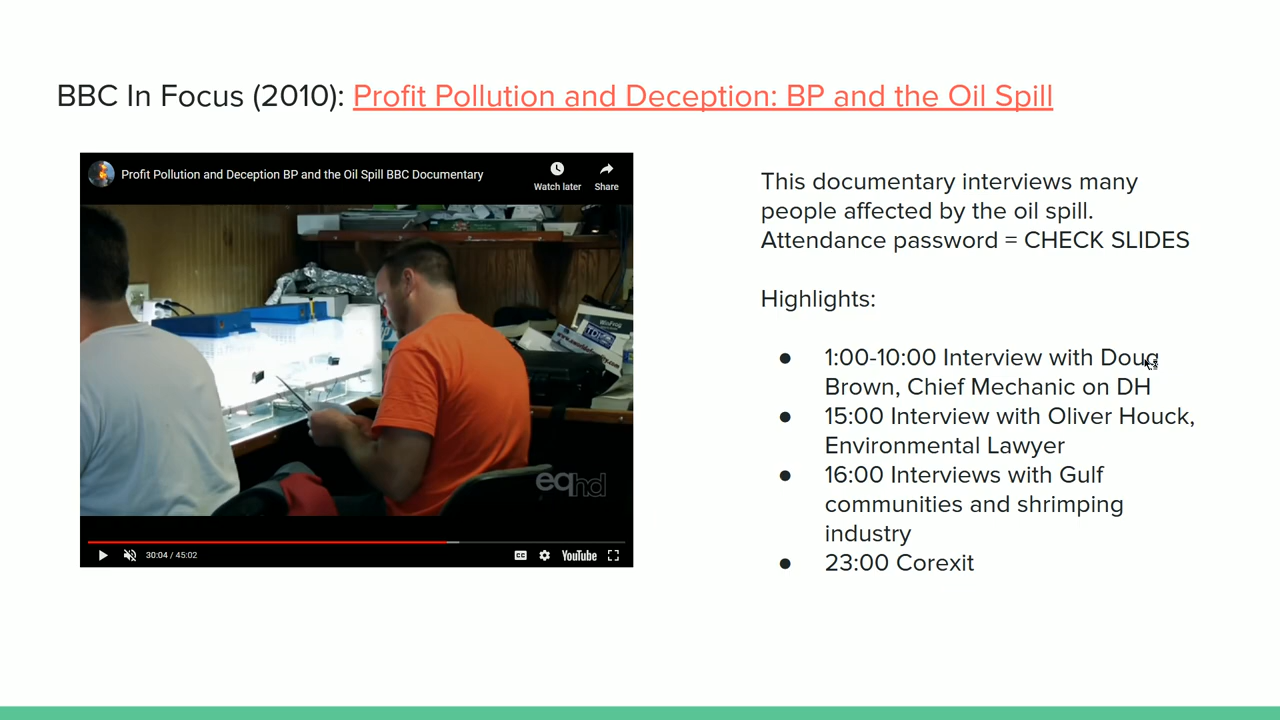 BBC In Focus (2010): Profit Pollution and Deception: BP and the Oil Spill
Profit Pollution and Deception BP and the Oil Spill BBC Documentary
Watch later
Share
WinFrog
TDI
eqhd
30:04 / 45:02
CC
YouTube
This documentary interviews many
people affected by the oil spill.
Attendance password = CHECK SLIDES
Highlights:
● 1:00-10:00 Interview with Doug
Brown, Chief Mechanic on DH
● 15:00 Interview with Oliver Houck,
Environmental Lawyer
● 16:00 Interviews with Gulf
communities and shrimping
industry
● 23:00 Corexit